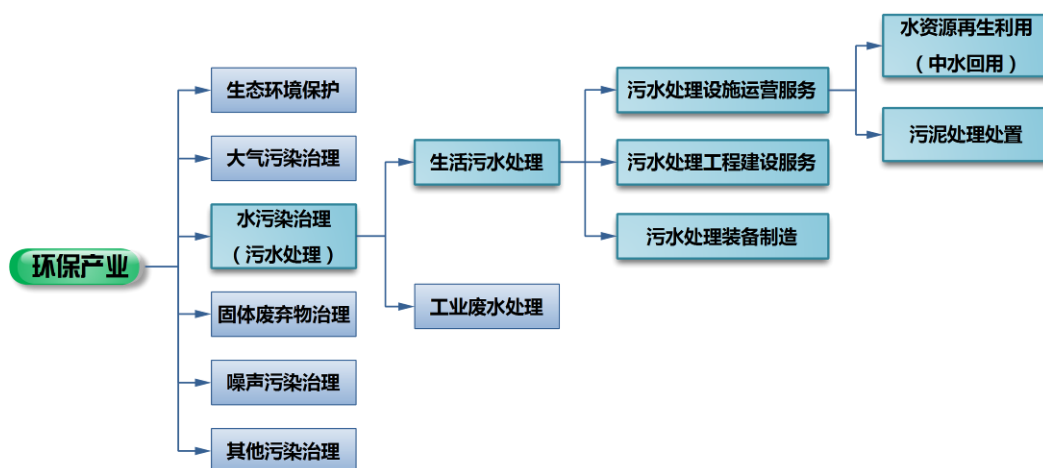 环保产业
生态环境保护
大气污染治理
水污染治理
（污水处理）
固体废弃物治理
噪声污染治理
其他污染治理
生活污水处理
工业废水处理
污水处理设施运营服务
污水处理工程建设服务
污水处理装备制造
水资源再生利用
（中水回用）
污泥处理处置